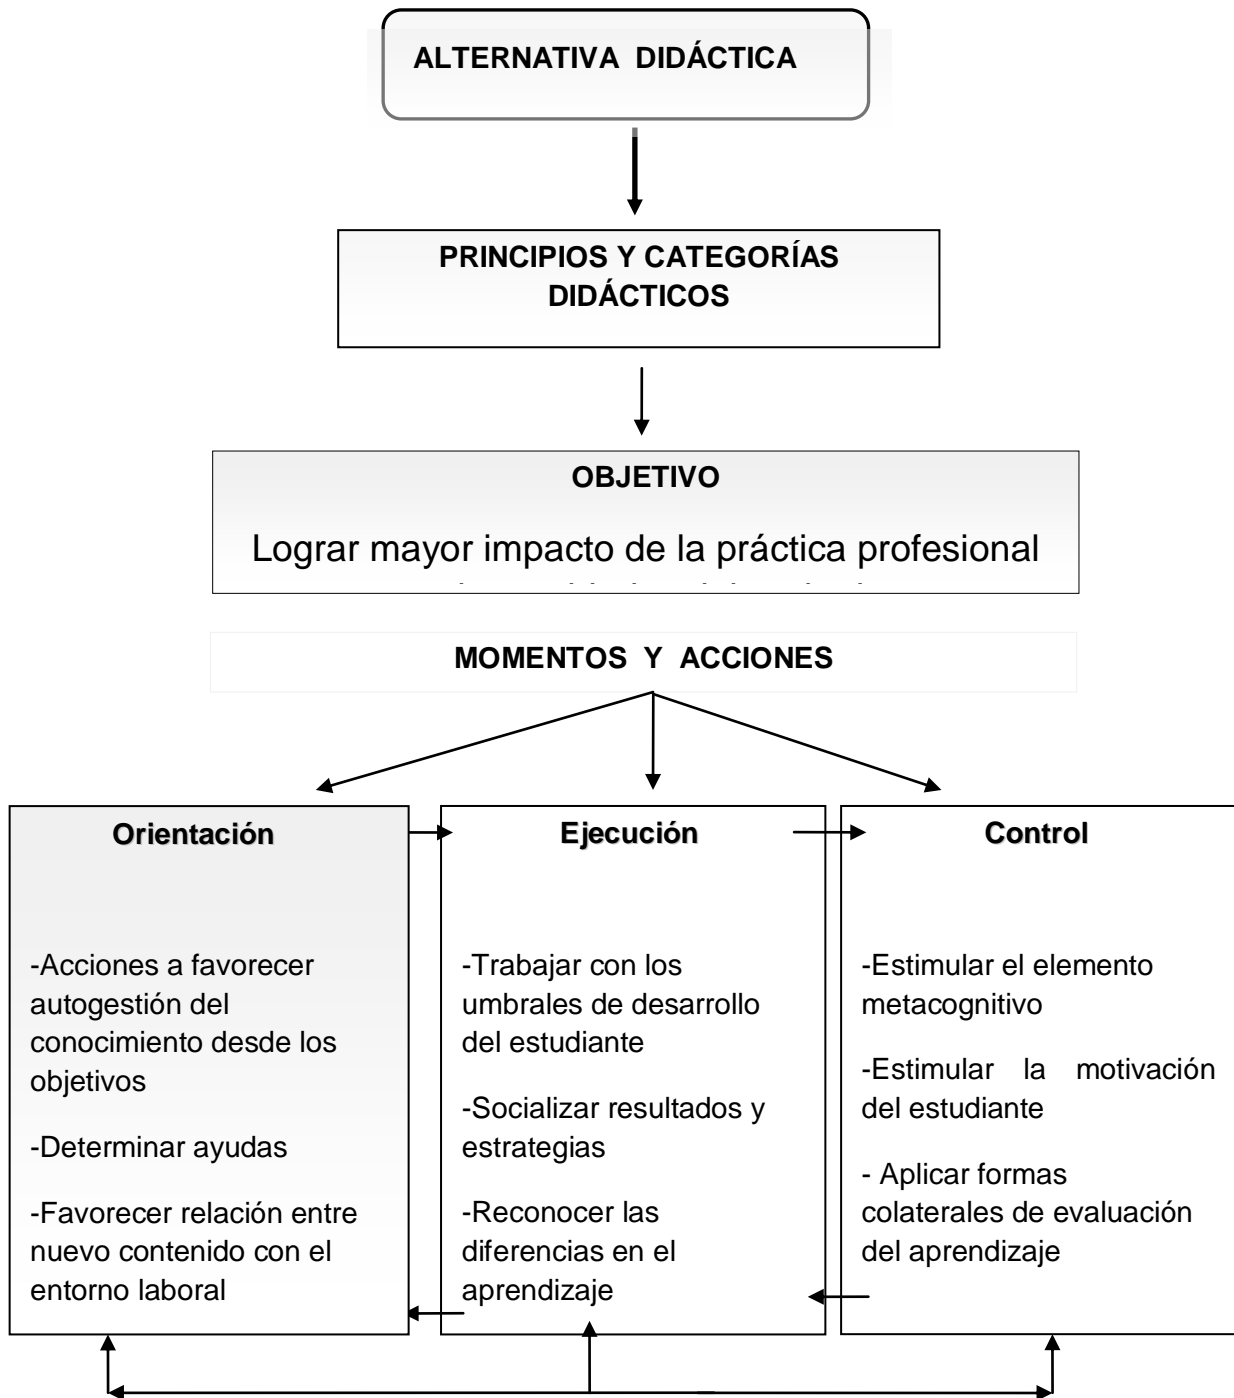 ALTERNATIVA DIDÁCTICA
PRINCIPIOS Y CATEGORÍAS
DIDÁCTICOS
OBJETIVO
Lograr mayor impacto de la práctica profesional
MOMENTOS Y ACCIONES
Orientación
-Acciones a favorecer
autogestión del
conocimiento desde los
objetivos
-Determinar ayudas
-Favorecer relación entre
nuevo contenido con el
entorno laboral
Ejecución
-Trabajar con los
umbrales de desarrollo
del estudiante
-Socializar resultados y
estrategias
-Reconocer las
diferencias en el
aprendizaje
Control
-Estimular el elemento
metacognitivo
-Estimular la motivación
del estudiante
- Aplicar formas
colaterales de evaluación
del aprendizaje